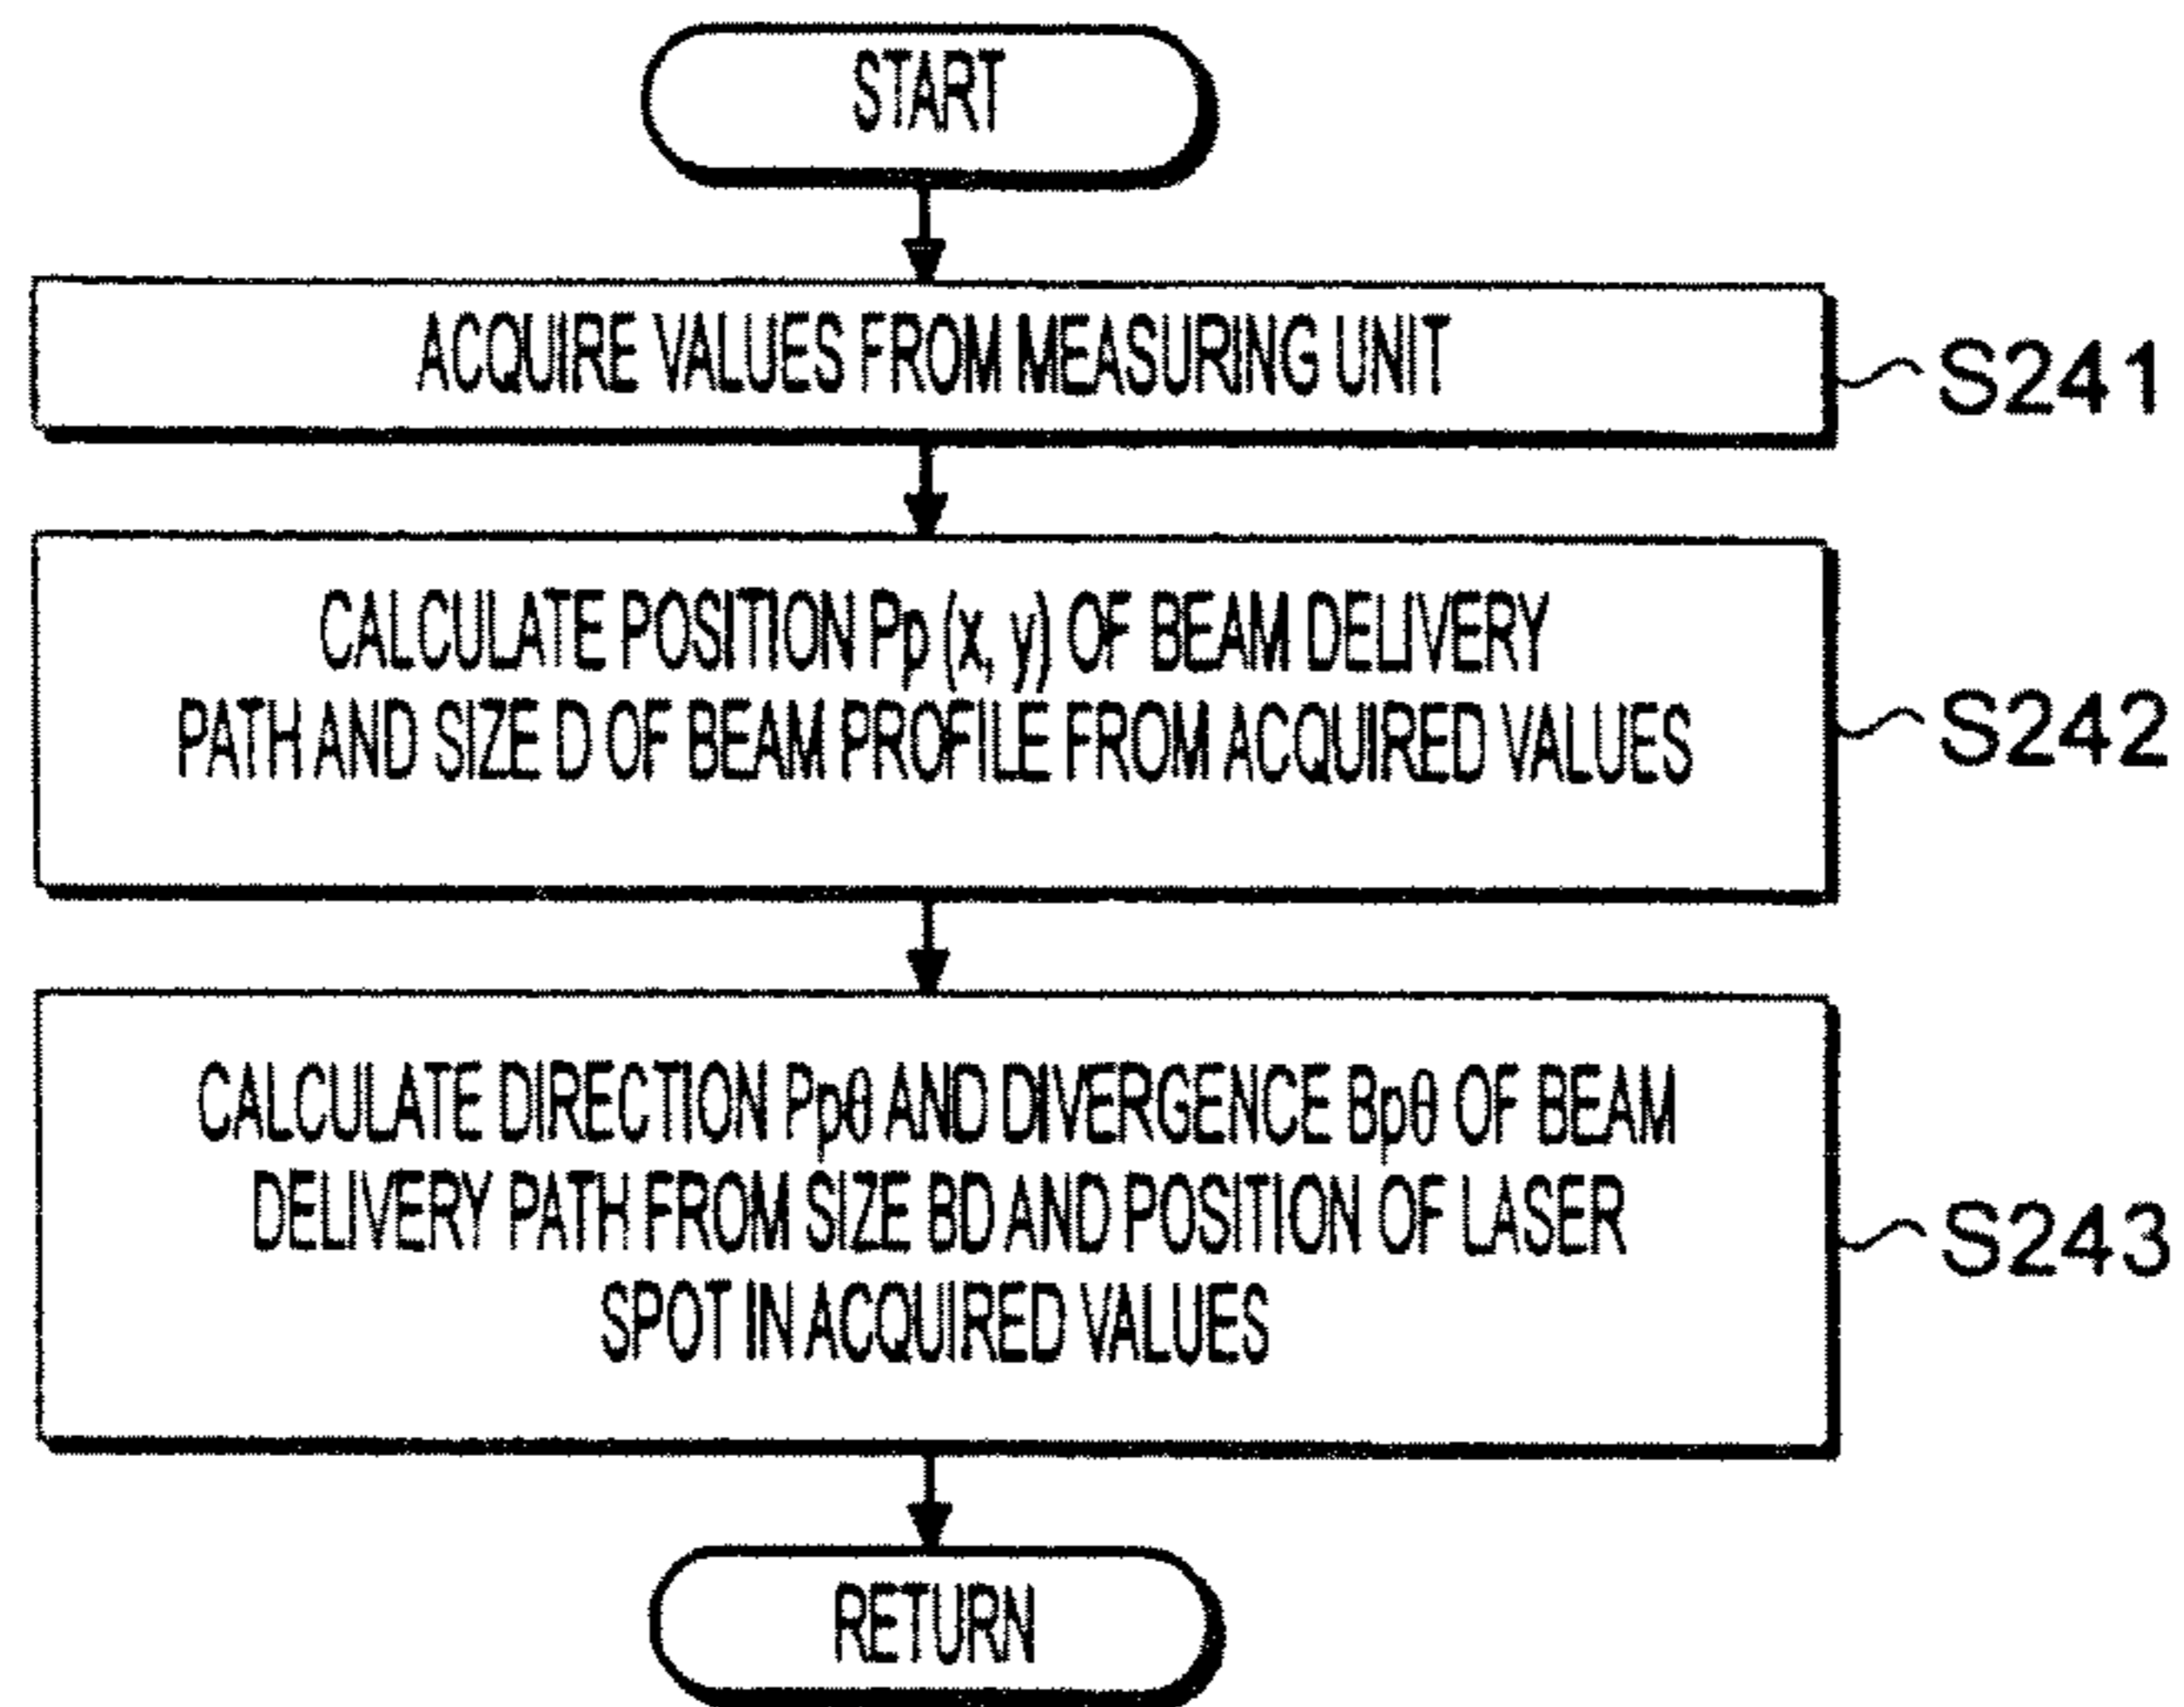 START
ACQUIRE VALUES FROM MEASURING UNIT
S241
CALCULATE POSITION Pp (x, y) OF BEAM DELIVERY
PATH AND SIZE D OF BEAM PROFILE FROM ACQUIRED VALUES
S242
CALCULATE DIRECTION Ppθ AND DIVERGENCE Bpθ OF BEAM
DELIVERY PATH FROM SIZE BD AND POSITION OF LASER
SPOT IN ACQUIRED VALUES
S243
RETURN